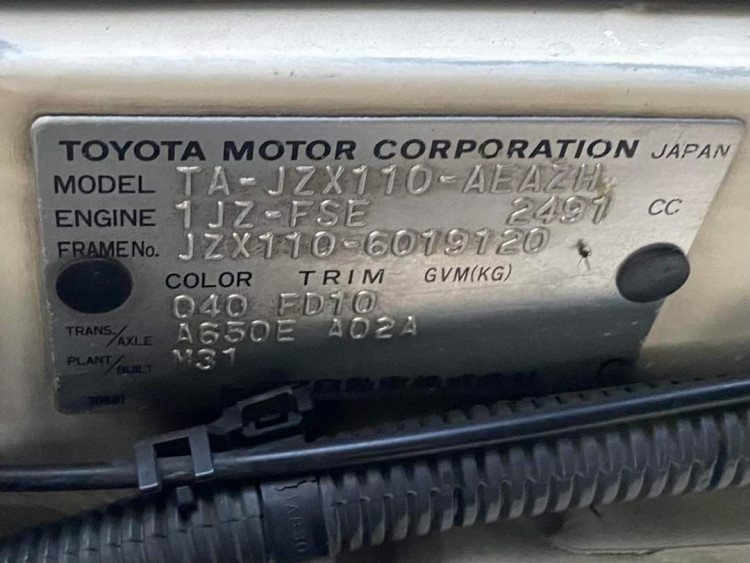 TOYOTA MOTOR CORPORATION JAPAN
MODEL TA-JZX110-AEAZH
ENGINE 1JZ-FSE 2491 CC
FRAME No. JZX110-6019120
COLOR TRIM GVM(KG)
040 FD10
TRANS./AXLE A650E A02A
PLANT/BUILT M31